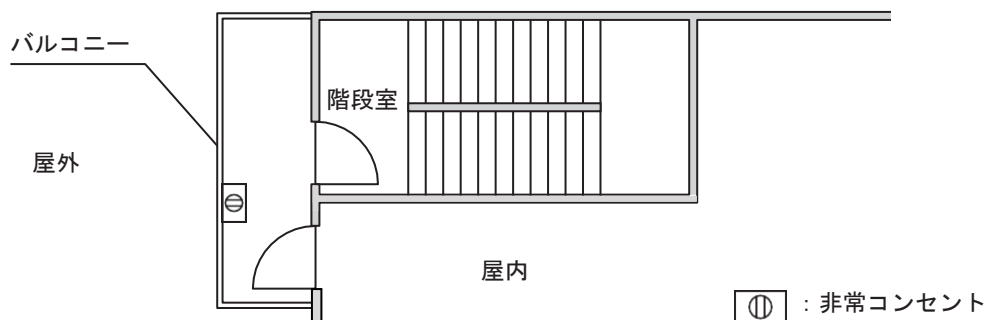 バルコニー
階段室
屋外
屋内
：非常コンセント